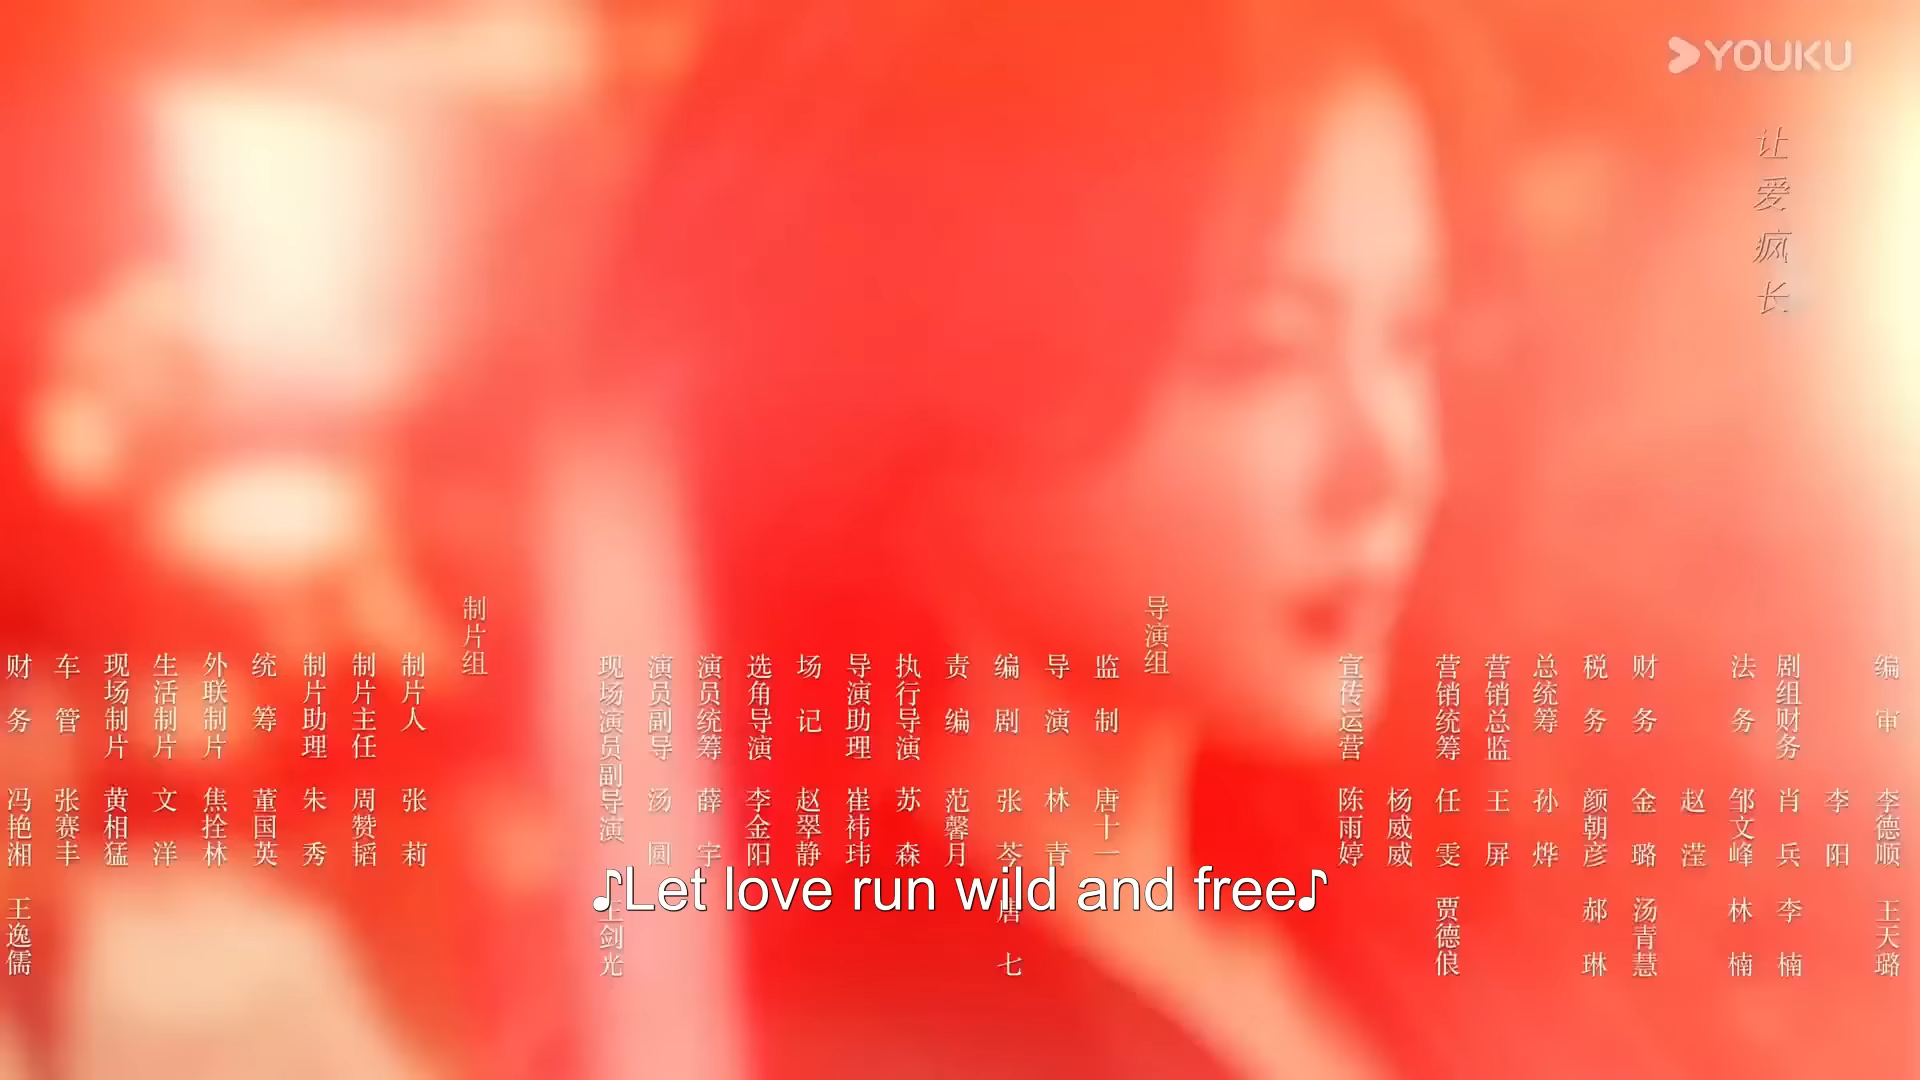 YOUKU
让爱疯长
编审 李德顺 王天璐
李阳
剧组财务 肖兵 李楠
法务 邹文峰 林楠
赵滢
财务 金璐 汤青慧
税务 颜朝彦 郝琳
总统筹 孙烨
营销总监 王屏
营销统筹 任雯 贾德俍
杨威威
宣传运营 陈雨婷
导演组
监制 唐十一
导演 林青
编剧 张芩 唐七
责编 范馨月
执行导演 苏森
导演助理 崔祎玮
场记 赵翠静
选角导演 李金阳
演员统筹 薛宇
演员副导 汤圆
现场演员副导演 王剑光
制片组
制片人 张莉
制片主任 周赞韬
制片助理 朱秀
统筹 董国英
外联制片 焦拴林
生活制片 文洋
现场制片 黄相猛
车管 张赛丰
财务 冯艳湘 王逸儒
♪Let love run wild and free♪